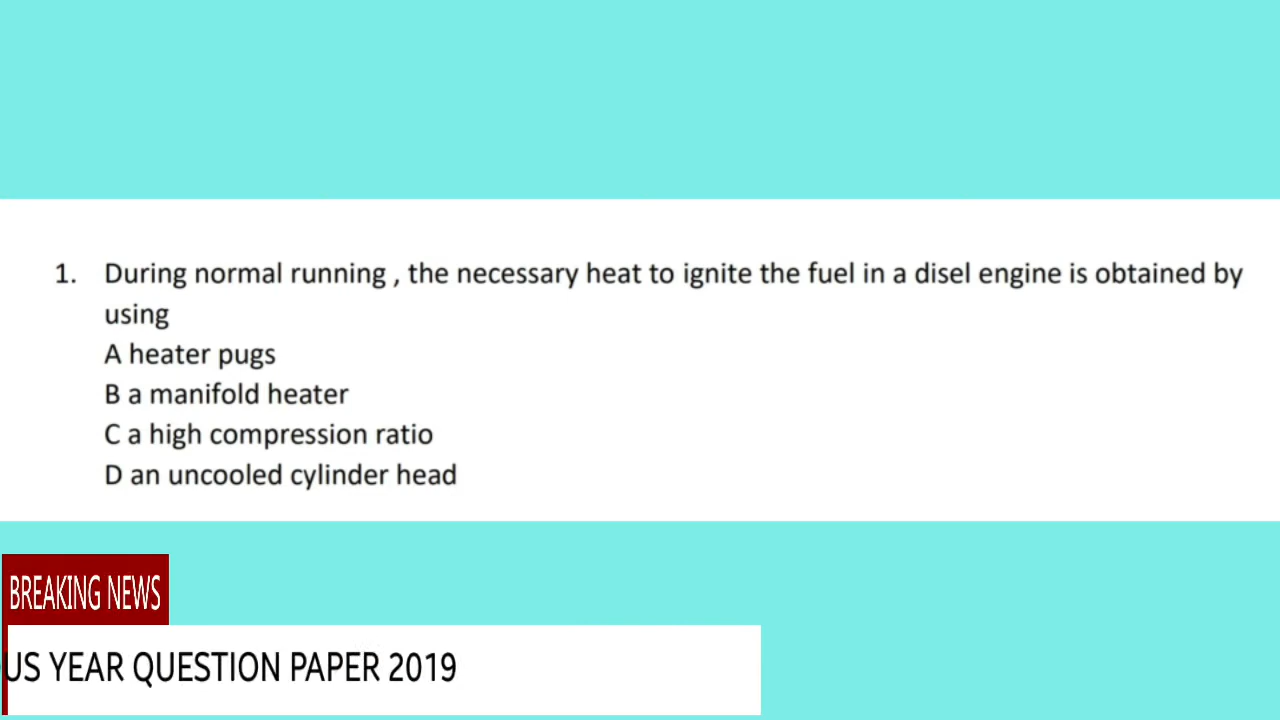 1. During normal running , the necessary heat to ignite the fuel in a disel engine is obtained by
using
A heater pugs
B a manifold heater
C a high compression ratio
D an uncooled cylinder head
BREAKING NEWS
US YEAR QUESTION PAPER 2019